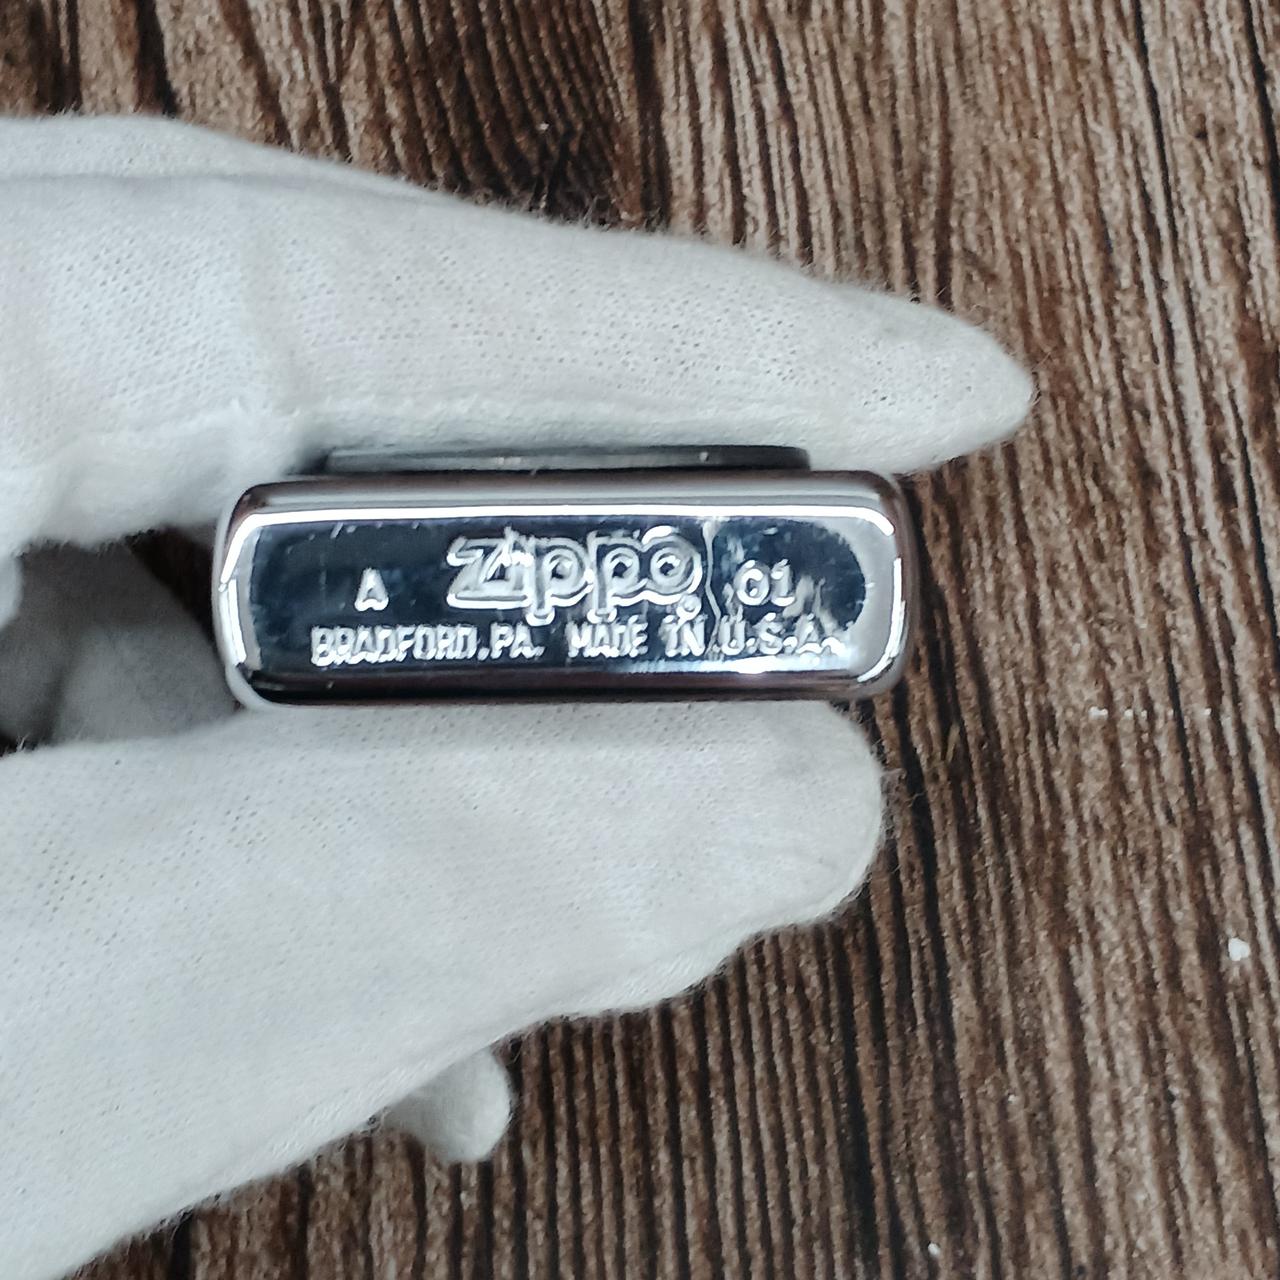 A Zippo 01
BRADFORD, PA. MADE IN U.S.A.